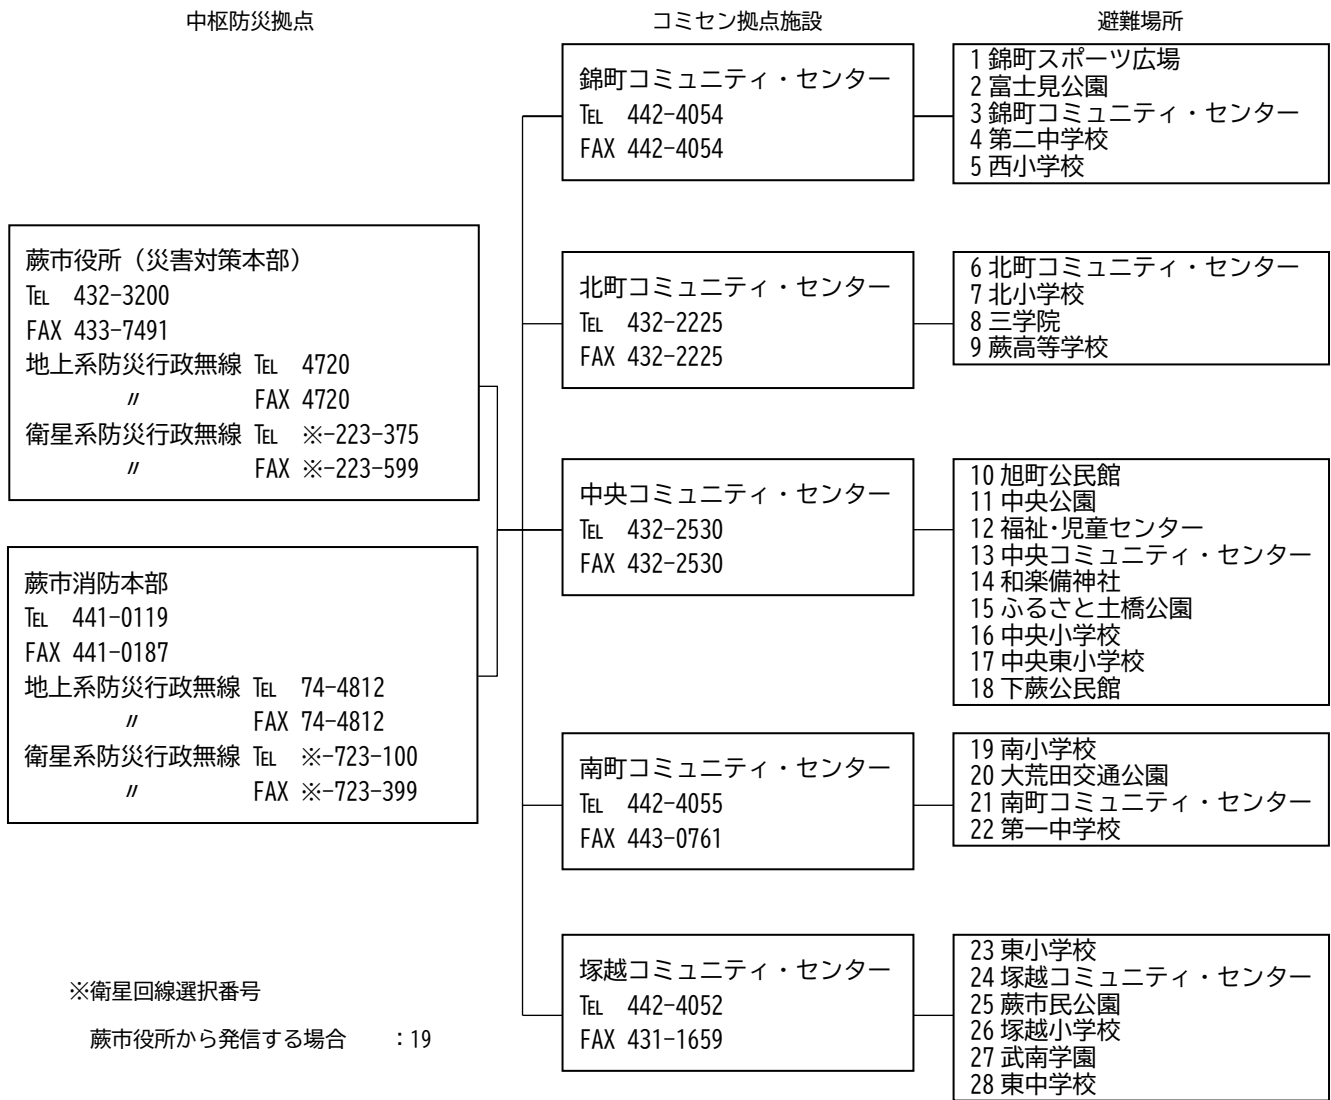 中枢防災拠点
コミセン拠点施設
避難場所
蕨市役所（災害対策本部）
℡ 432-3200
FAX 433-7491
地上系防災行政無線 ℡ 4720
〃 FAX 4720
衛星系防災行政無線 ℡ ※-223-375
〃 FAX ※-223-599
蕨市消防本部
℡ 441-0119
FAX 441-0187
地上系防災行政無線 ℡ 74-4812
〃 FAX 74-4812
衛星系防災行政無線 ℡ ※-723-100
〃 FAX ※-723-399
※衛星回線選択番号
蕨市役所から発信する場合 ：19
錦町コミュニティ・センター
℡ 442-4054
FAX 442-4054
北町コミュニティ・センター
℡ 432-2225
FAX 432-2225
中央コミュニティ・センター
℡ 432-2530
FAX 432-2530
南町コミュニティ・センター
℡ 442-4055
FAX 443-0761
塚越コミュニティ・センター
℡ 442-4052
FAX 431-1659
1 錦町スポーツ広場
2 富士見公園
3 錦町コミュニティ・センター
4 第二中学校
5 西小学校
6 北町コミュニティ・センター
7 北小学校
8 三学院
9 蕨高等学校
10 旭町公民館
11 中央公園
12 福祉･児童センター
13 中央コミュニティ・センター
14 和楽備神社
15 ふるさと土橋公園
16 中央小学校
17 中央東小学校
18 下蕨公民館
19 南小学校
20 大荒田交通公園
21 南町コミュニティ・センター
22 第一中学校
23 東小学校
24 塚越コミュニティ・センター
25 蕨市民公園
26 塚越小学校
27 武南学園
28 東中学校